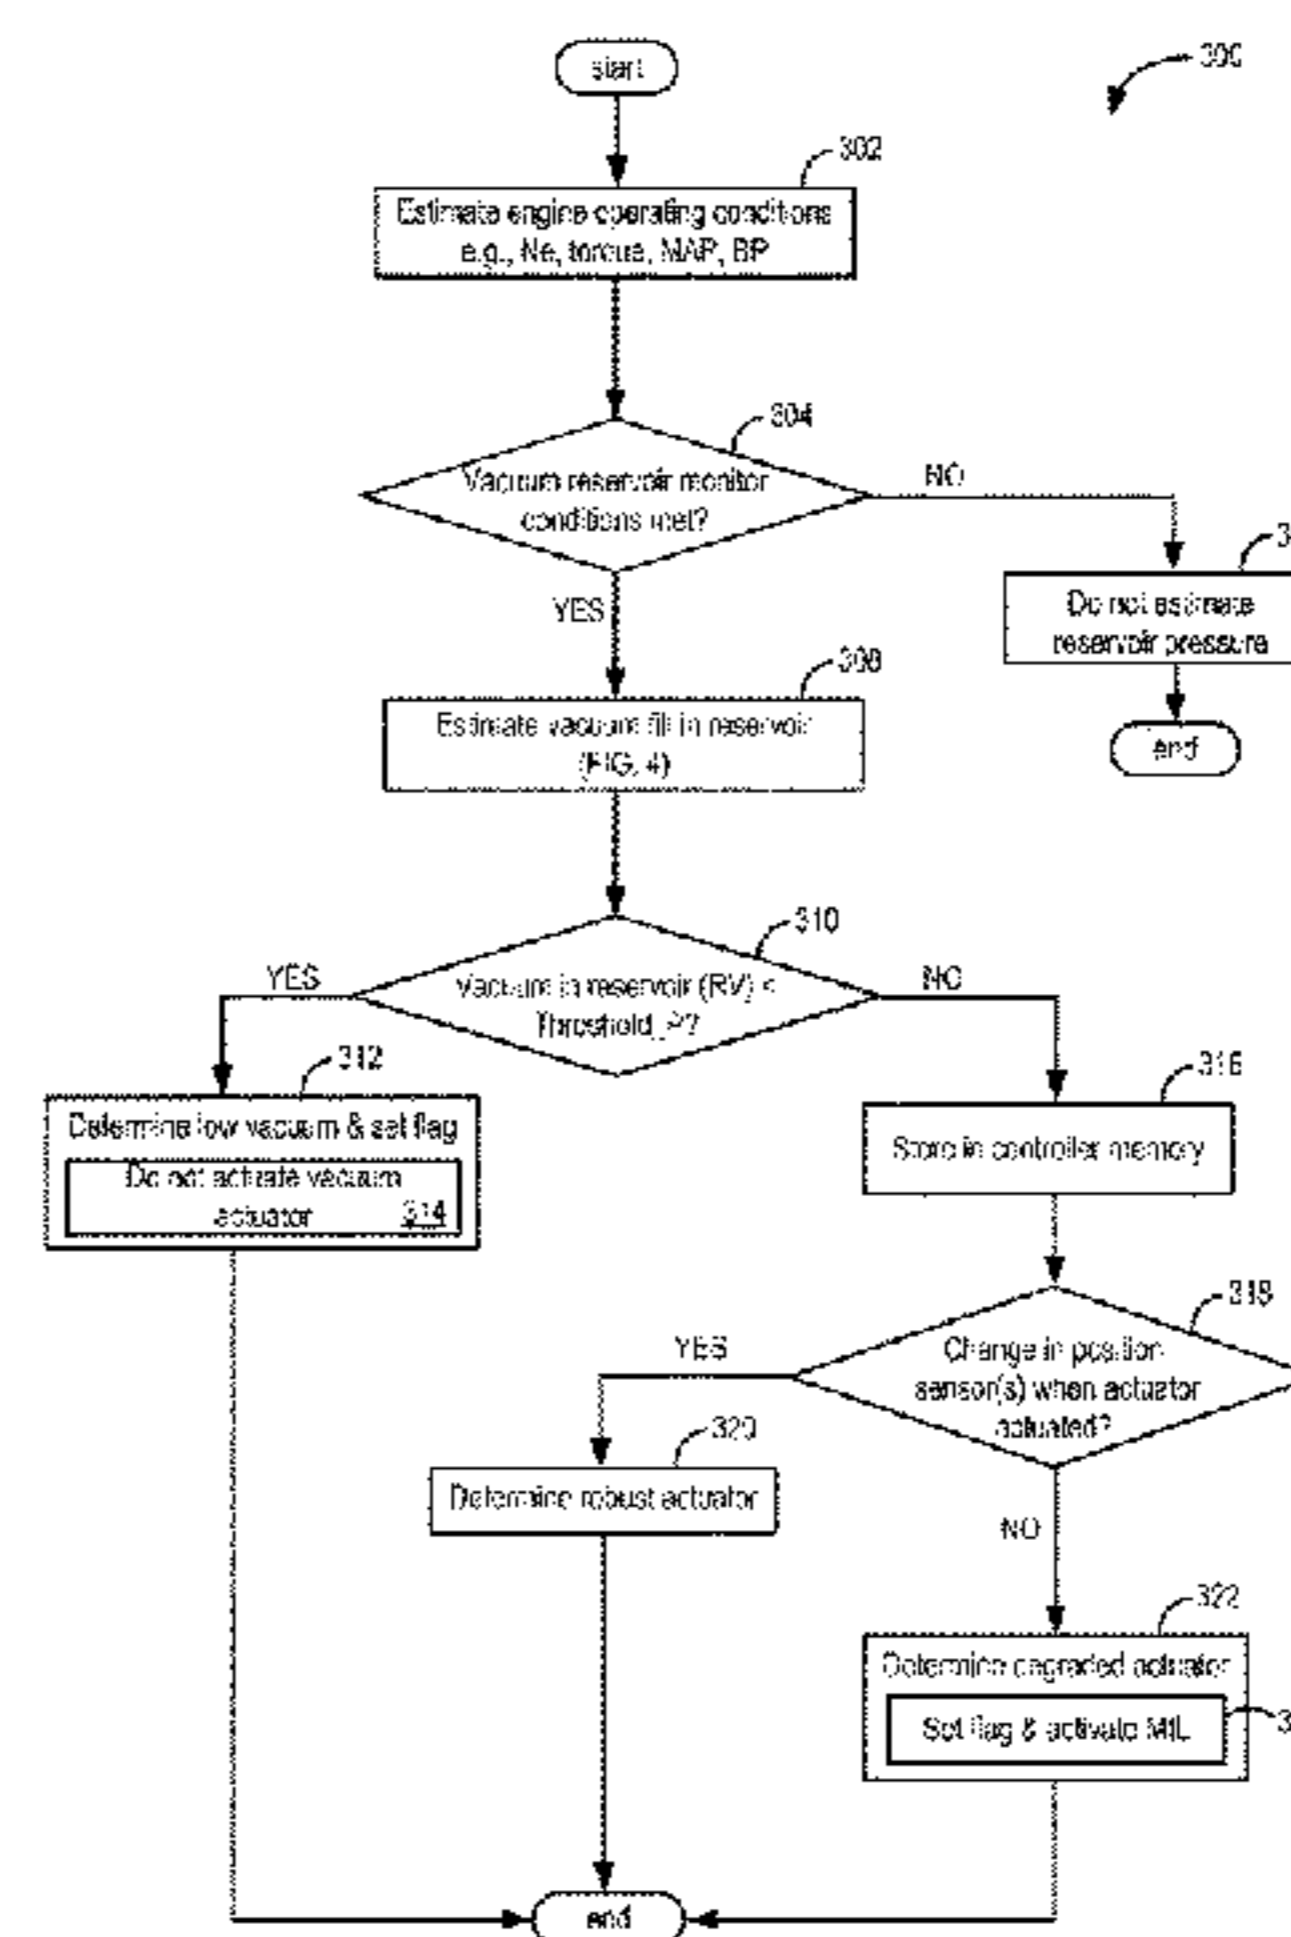 start
300
302
Estimate engine operating conditions
e.g., Ne, torque, MAP, BP
304
Vacuum reservoir monitor
conditions met?
NO
YES
Do not estimate
reservoir pressure
end
308
Estimate vacuum fill in reservoir
(FIG. 4)
310
Vacuum in reservoir (RV) <
Threshold_P?
YES
NO
312
Determine low vacuum & set flag
Do not actuate vacuum
actuator 314
316
Store in controller memory
318
Change in position
sensor(s) when actuator
actuated?
YES
NO
320
Determine robust actuator
322
Determine degraded actuator
Set flag & activate MIL
end